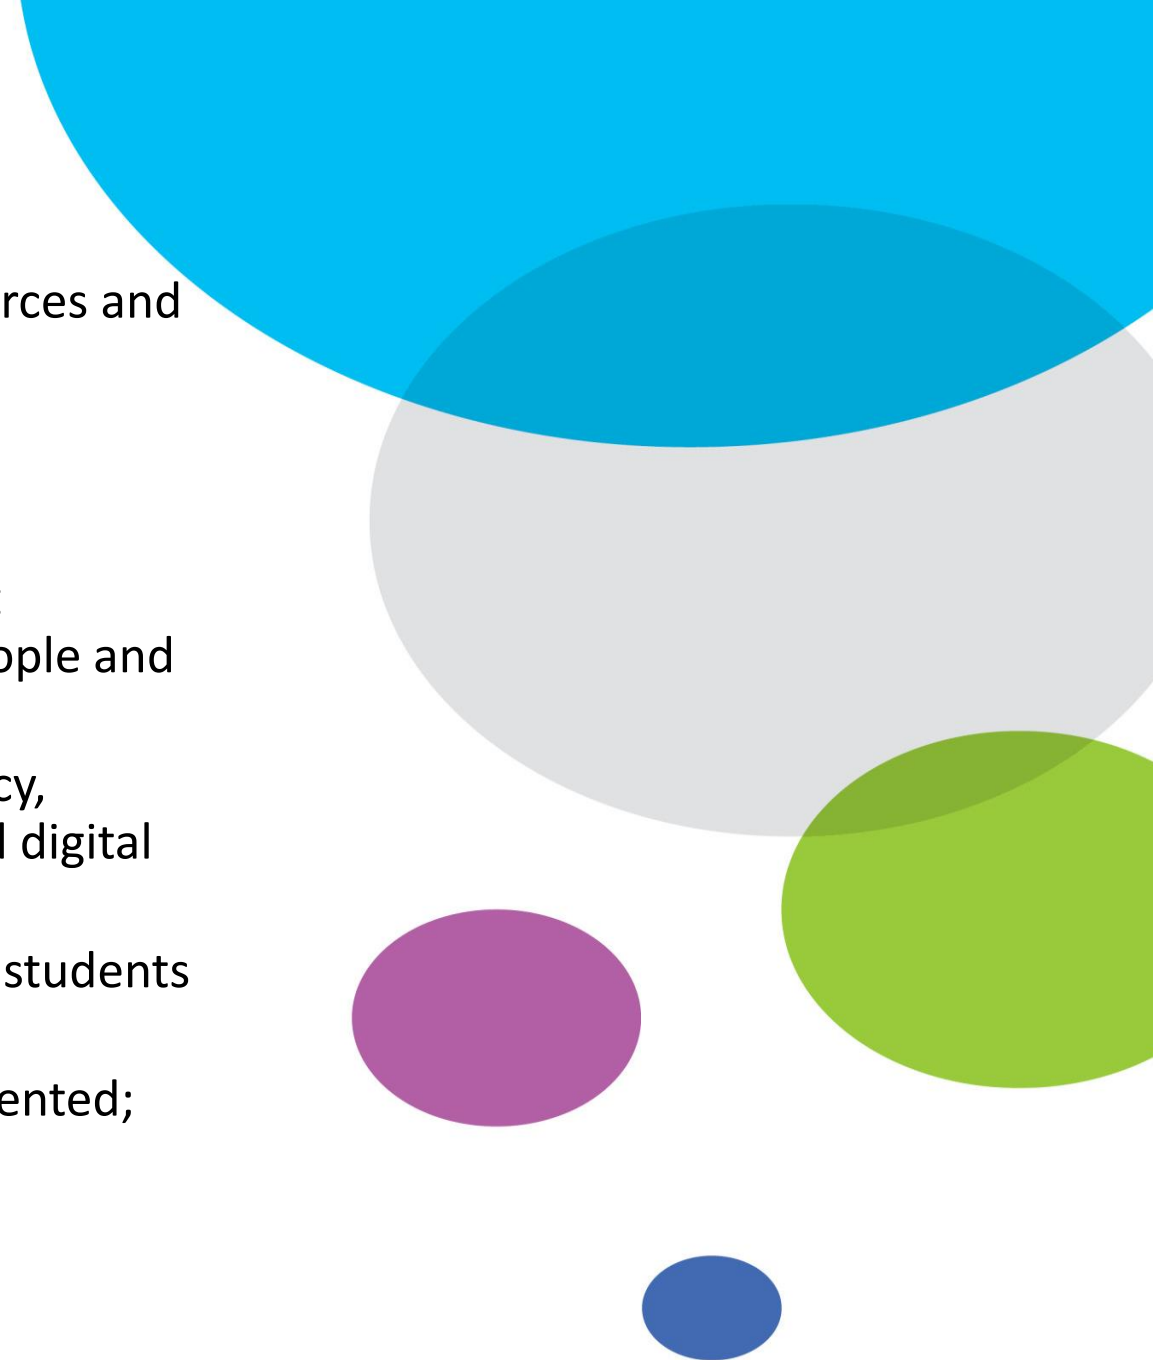 rces and
ople and
cy,
l digital
students
ented;